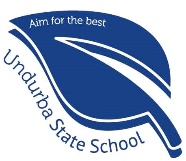 Aim for the best
Undurba State School